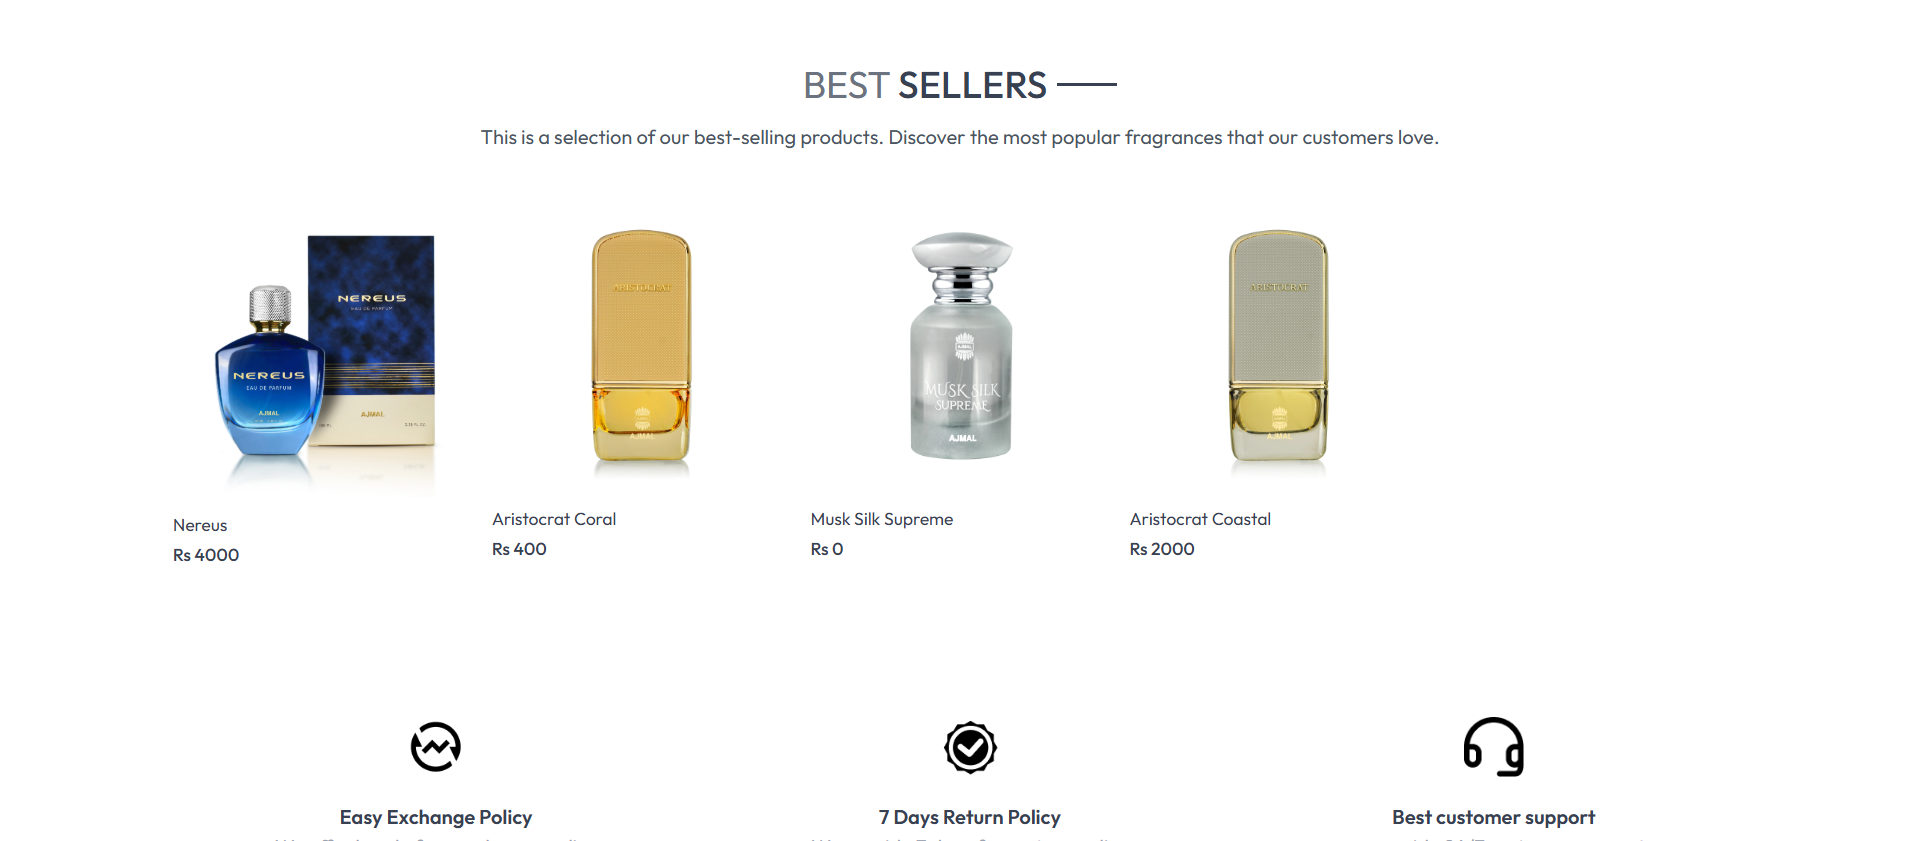 BEST SELLERS
This is a selection of our best-selling products. Discover the most popular fragrances that our customers love.
NEREUS
EAU DE PARFUM
AJMAL
NEREUS
EAU DE PARFUM
AJMAL
ARISTOCRAT
AJMAL
AJMAL
MUSK SILK
SUPREME
AJMAL
ARISTOCRAT
AJMAL
Nereus
Rs 4000
Aristocrat Coral
Rs 400
Musk Silk Supreme
Rs 0
Aristocrat Coastal
Rs 2000
Easy Exchange Policy
7 Days Return Policy
Best customer support